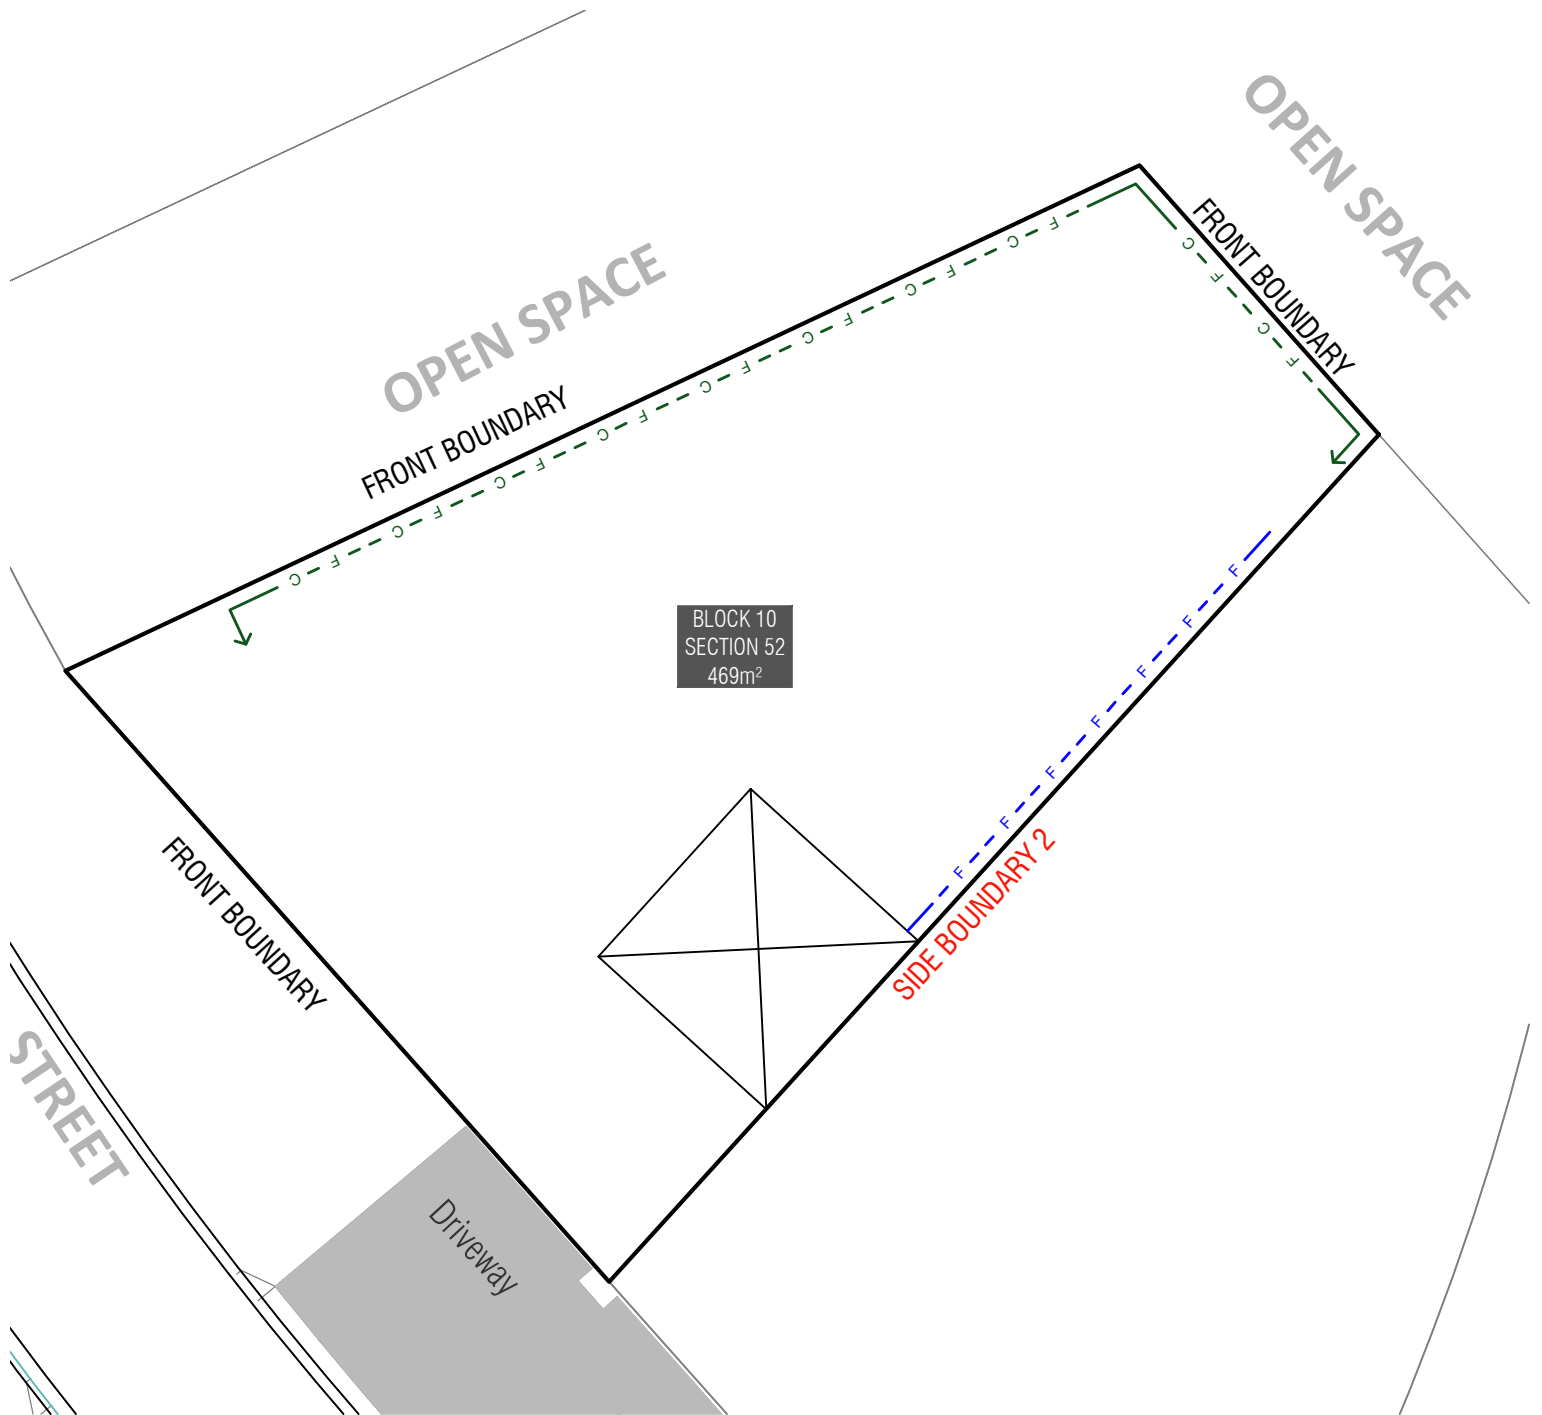 OPEN SPACE
FRONT BOUNDARY
OPEN SPACE
FRONT BOUNDARY
F C F C F C F C F C F C F C F C
C F C F
BLOCK 10
SECTION 52
469m²
F F F F F F F
SIDE BOUNDARY 2
FRONT BOUNDARY
STREET
Driveway